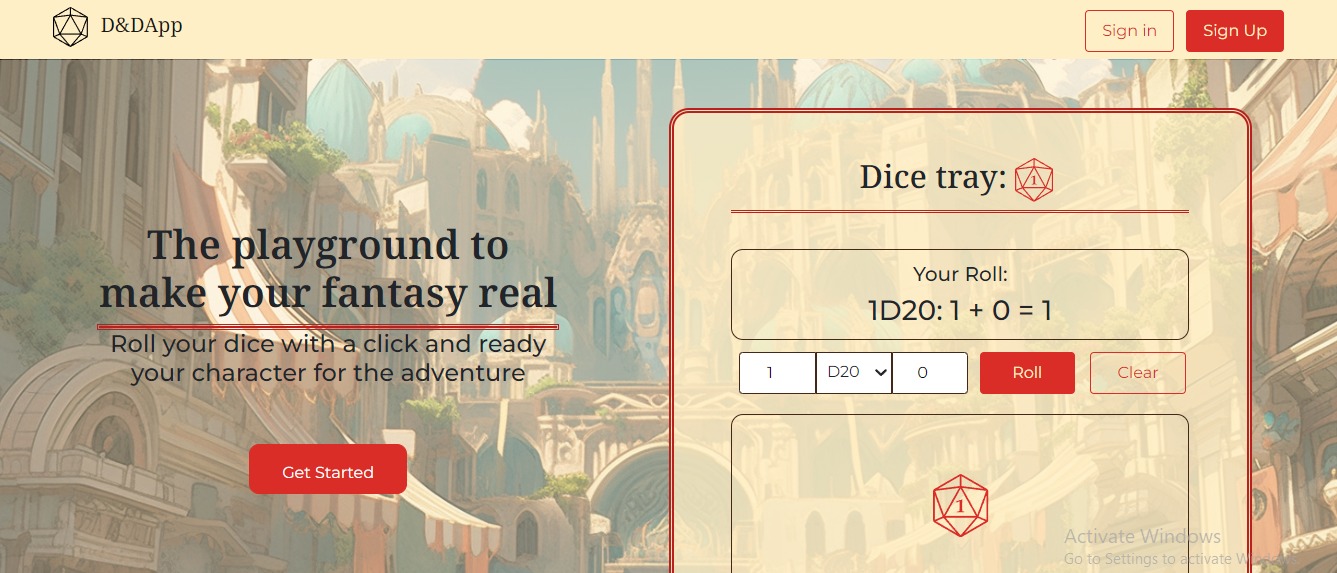 D&DApp
Sign in
Sign Up
The playground to
make your fantasy real
Roll your dice with a click and ready
your character for the adventure
Get Started
Dice tray:
1
Your Roll:
1D20: 1 + 0 = 1
1
D20
0
Roll
Clear
1
Activate Windows
Go to Settings to activate